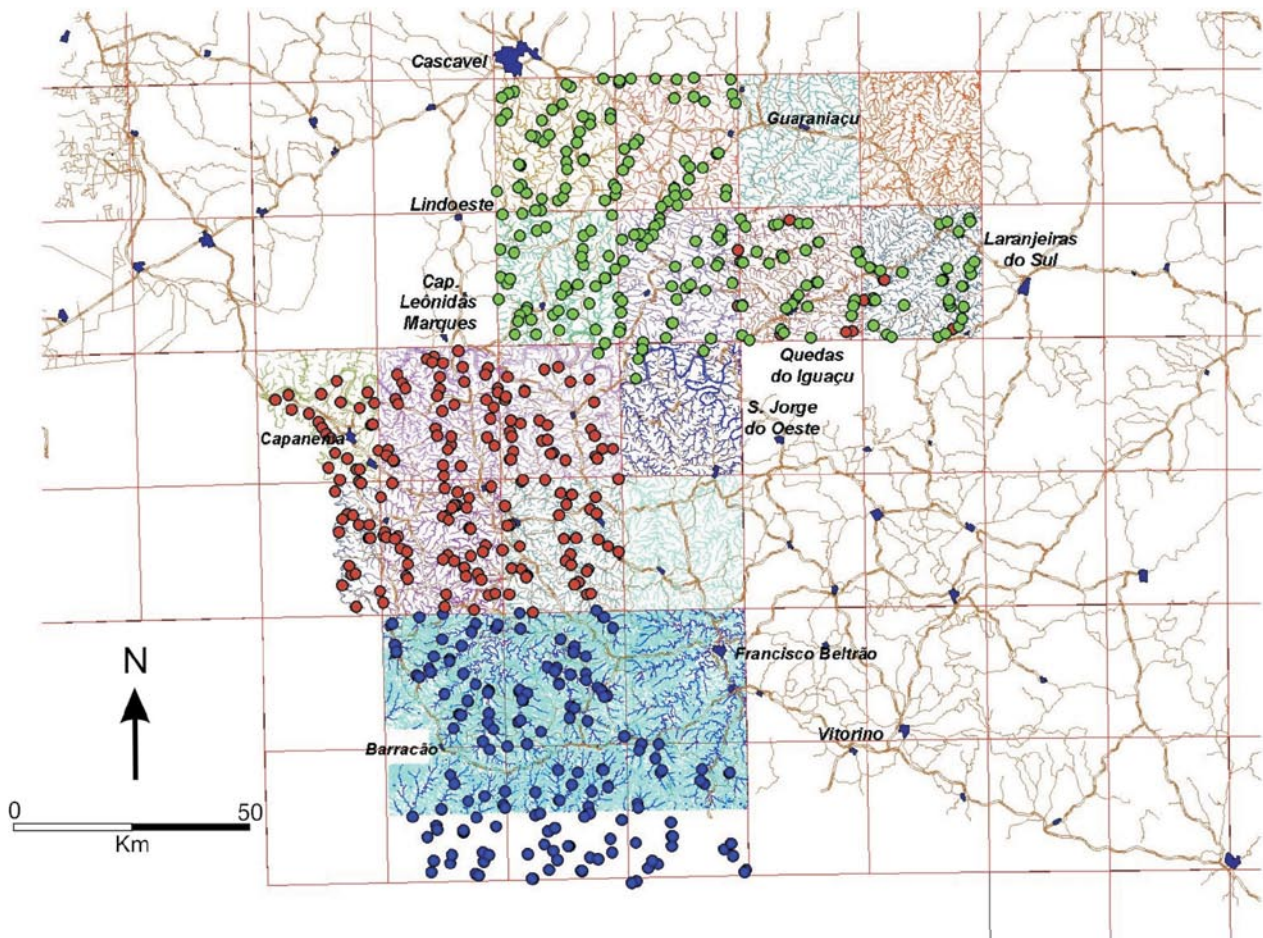 Cascavel
Guaraniaçu
Lindoeste
Laranjeiras
do Sul
Cap.
Leônidas
Marques
Quedas
do Iguaçu
S. Jorge
do Oeste
Capanema
N
Francisco Beltrão
Vitorino
Barracão
0
50
Km